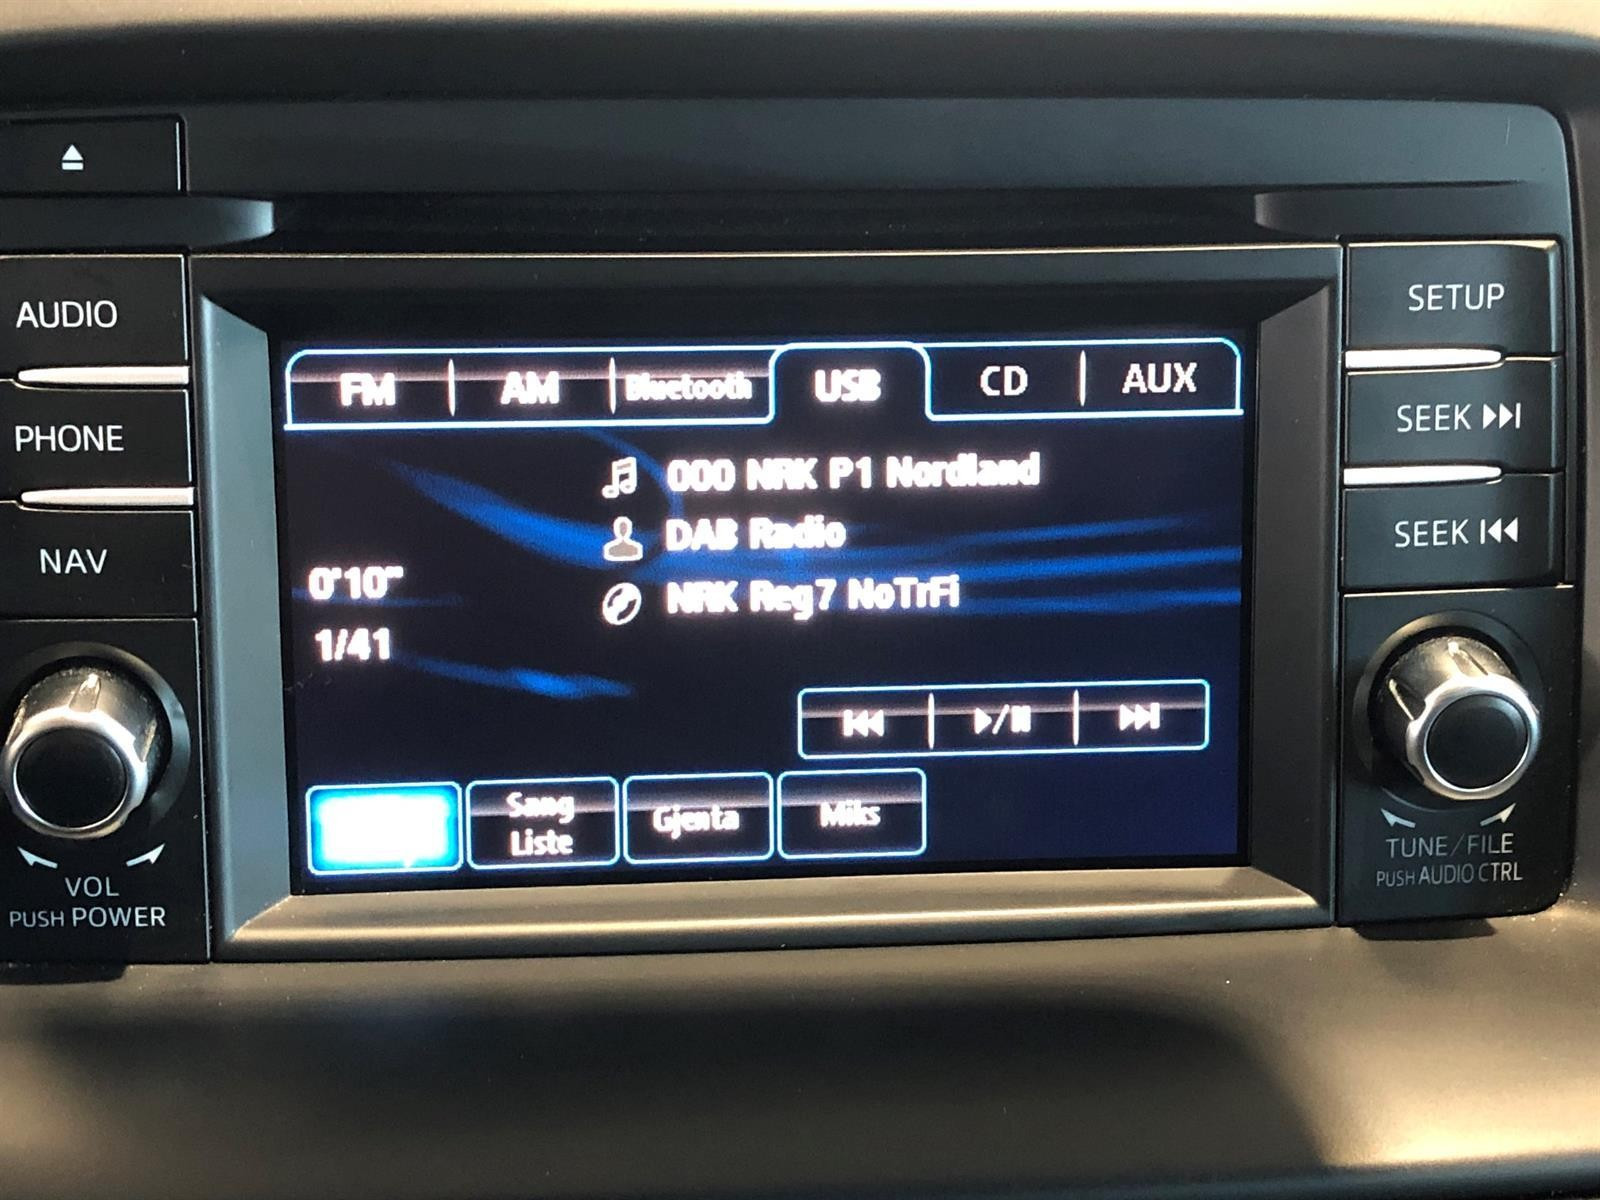 AUDIO
PHONE
NAV
VOL
PUSH POWER
FM AM Bluetooth USB CD AUX
000 NRK P1 Nordland
DAB Radio
NRK Reg7 NoTrFi
0'10"
1/41
Sang
Liste
Gjenta
Miks
SETUP
SEEK
SEEK
TUNE/FILE
PUSH AUDIO CTRL